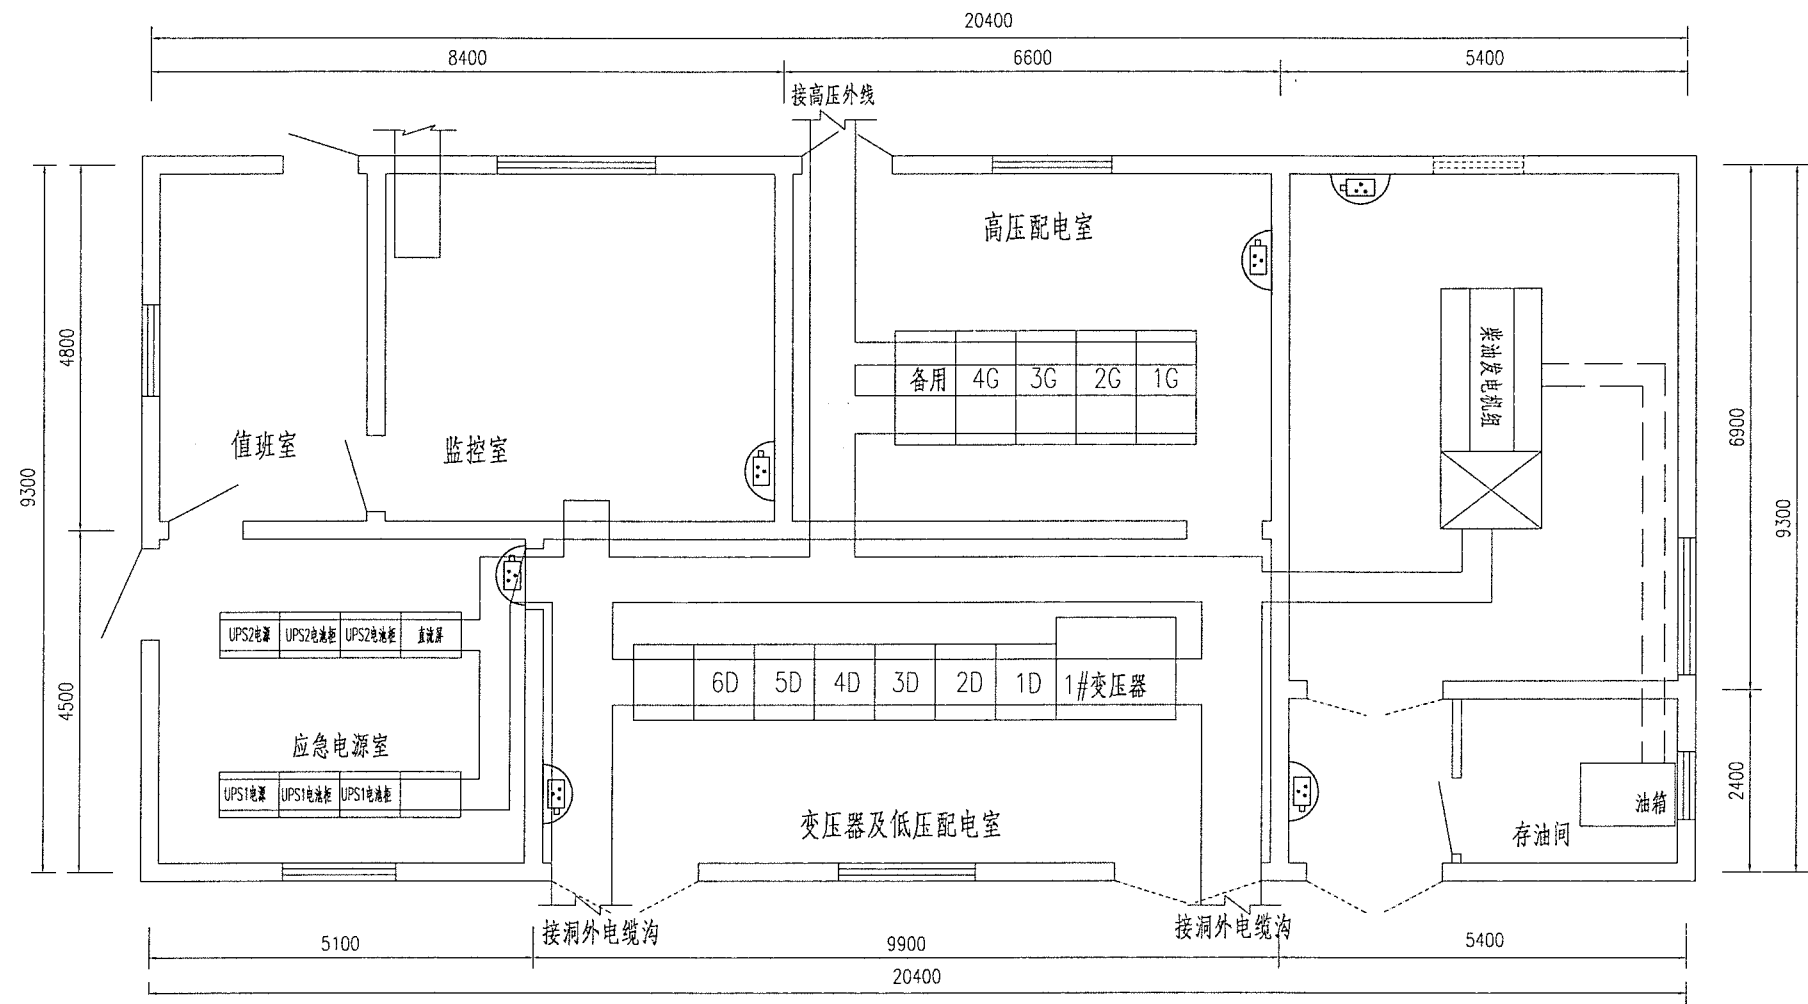 20400
8400
6600
5400
接高压外线
高压配电室
4800
9300
值班室
监控室
备用
4G
3G
2G
1G
柴油发电机组
6900
9300
4500
UPS2电源
UPS2电池柜
UPS2电池柜
直流屏
6D
5D
4D
3D
2D
1D
1#变压器
应急电源室
UPS1电源
UPS1电池柜
UPS1电池柜
变压器及低压配电室
油箱
存油间
2400
接洞外电缆沟
接洞外电缆沟
5100
9900
5400
20400